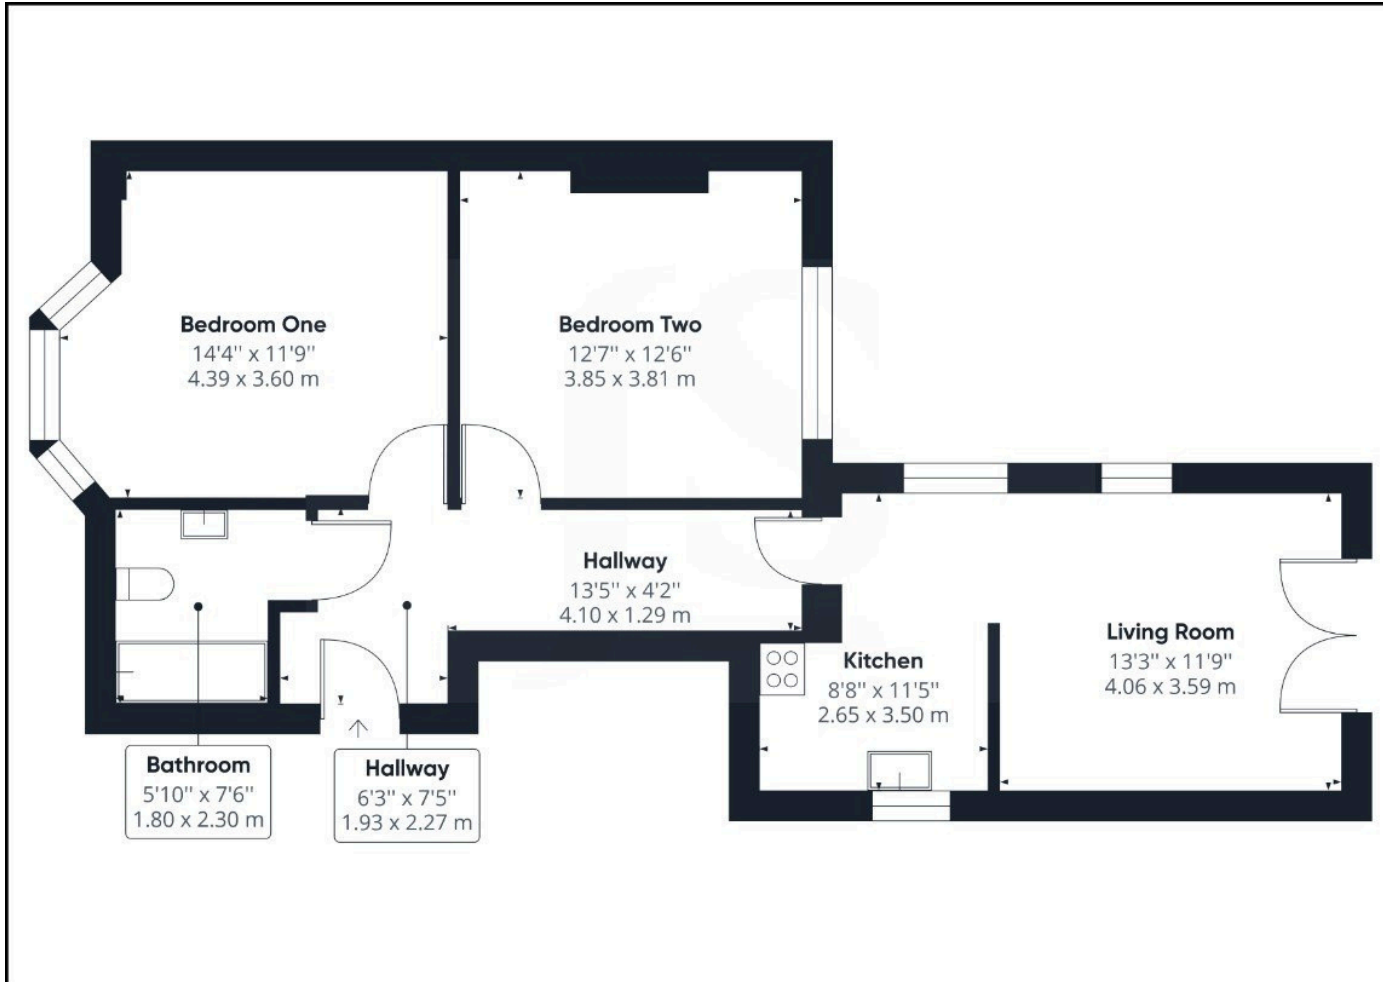 Bedroom One
14'4" x 11'9"
4.39 x 3.60 m
Bedroom Two
12'7" x 12'6"
3.85 x 3.81 m
Hallway
13'5" x 4'2"
4.10 x 1.29 m
Kitchen
8'8" x 11'5"
2.65 x 3.50 m
Living Room
13'3" x 11'9"
4.06 x 3.59 m
Bathroom
5'10" x 7'6"
1.80 x 2.30 m
Hallway
6'3" x 7'5"
1.93 x 2.27 m